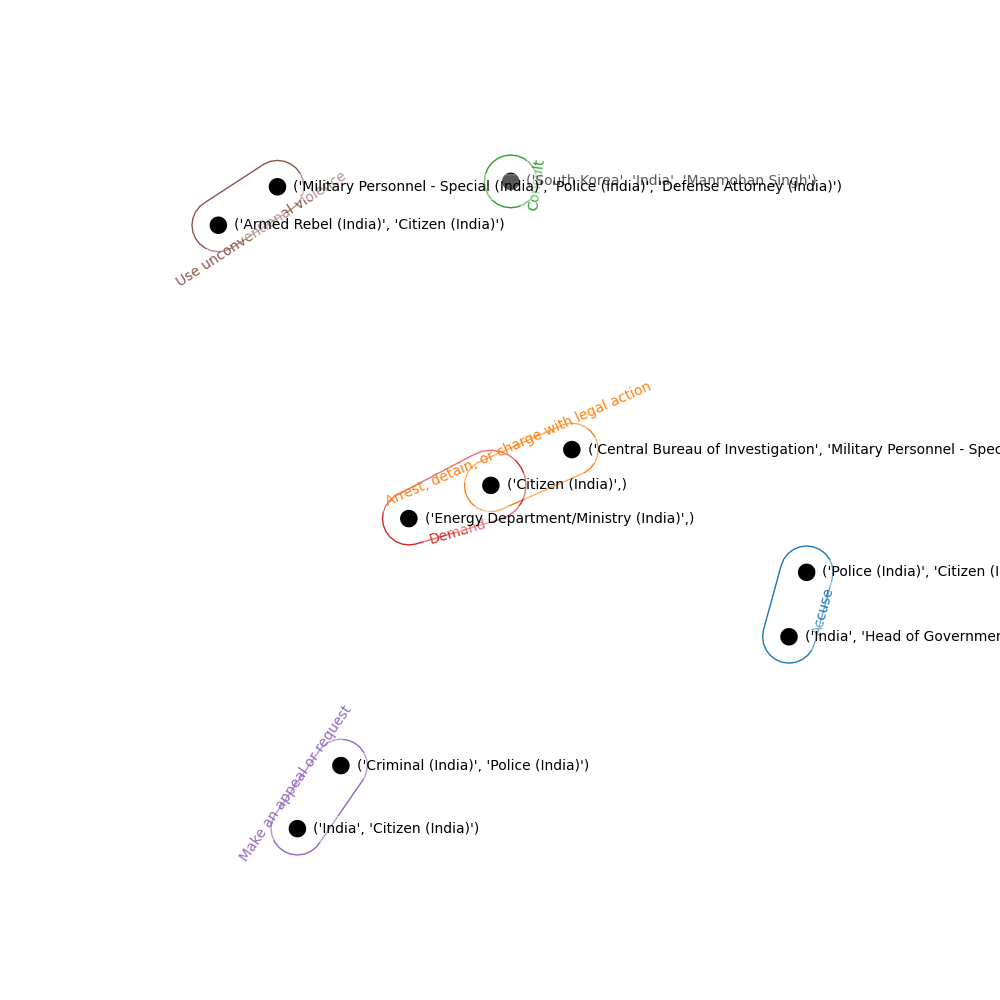 Consult
('South Korea', 'India', 'Manmohan Singh')
('Military Personnel - Special (India)', 'Police (India)', 'Defense Attorney (India)')
Use unconventional violence
('Armed Rebel (India)', 'Citizen (India)')
Arrest, detain, or charge with legal action
('Central Bureau of Investigation', 'Military Personnel - Spec
('Citizen (India)',)
('Energy Department/Ministry (India)',)
Demand
('Police (India)', 'Citizen (I
Accuse
('India', 'Head of Governmen
Make an appeal or request
('Criminal (India)', 'Police (India)')
('India', 'Citizen (India)')